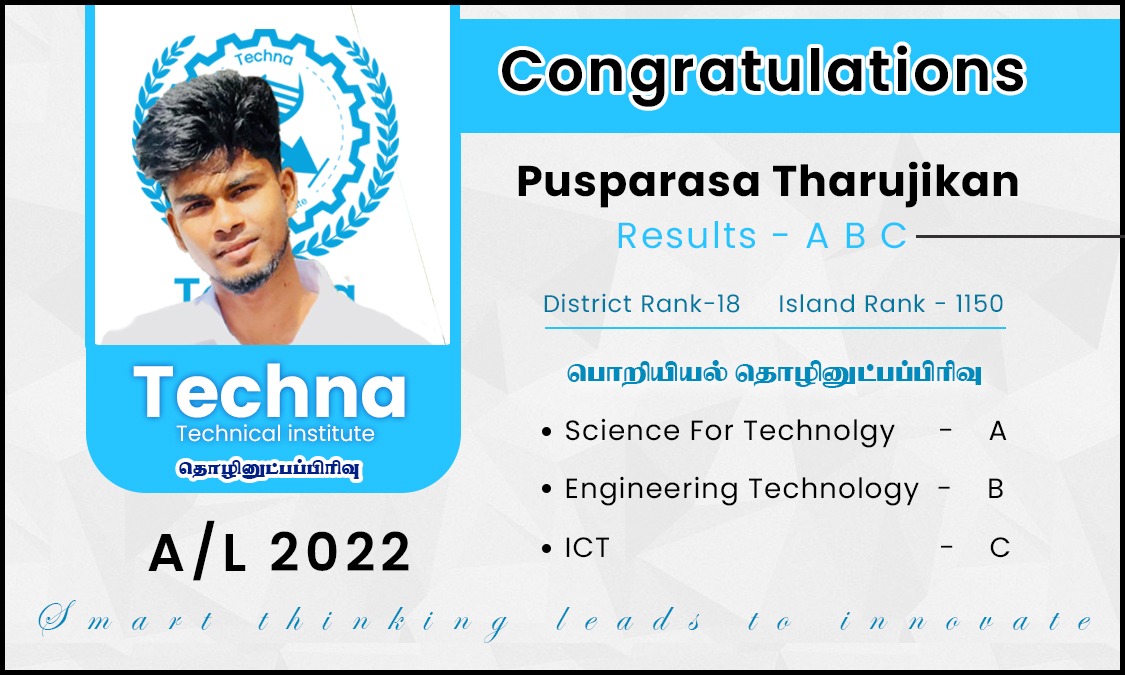 Techna
Congratulations
Pusparasa Tharujikan
Results - A B C
District Rank-18 Island Rank - 1150
Techna
Technical institute
தொழினுட்பப்பிரிவு
பொறியியல் தொழினுட்பப்பிரிவு
• Science For Technolgy - A
• Engineering Technology - B
• ICT - C
A/L 2022
Smart thinking leads to innovate